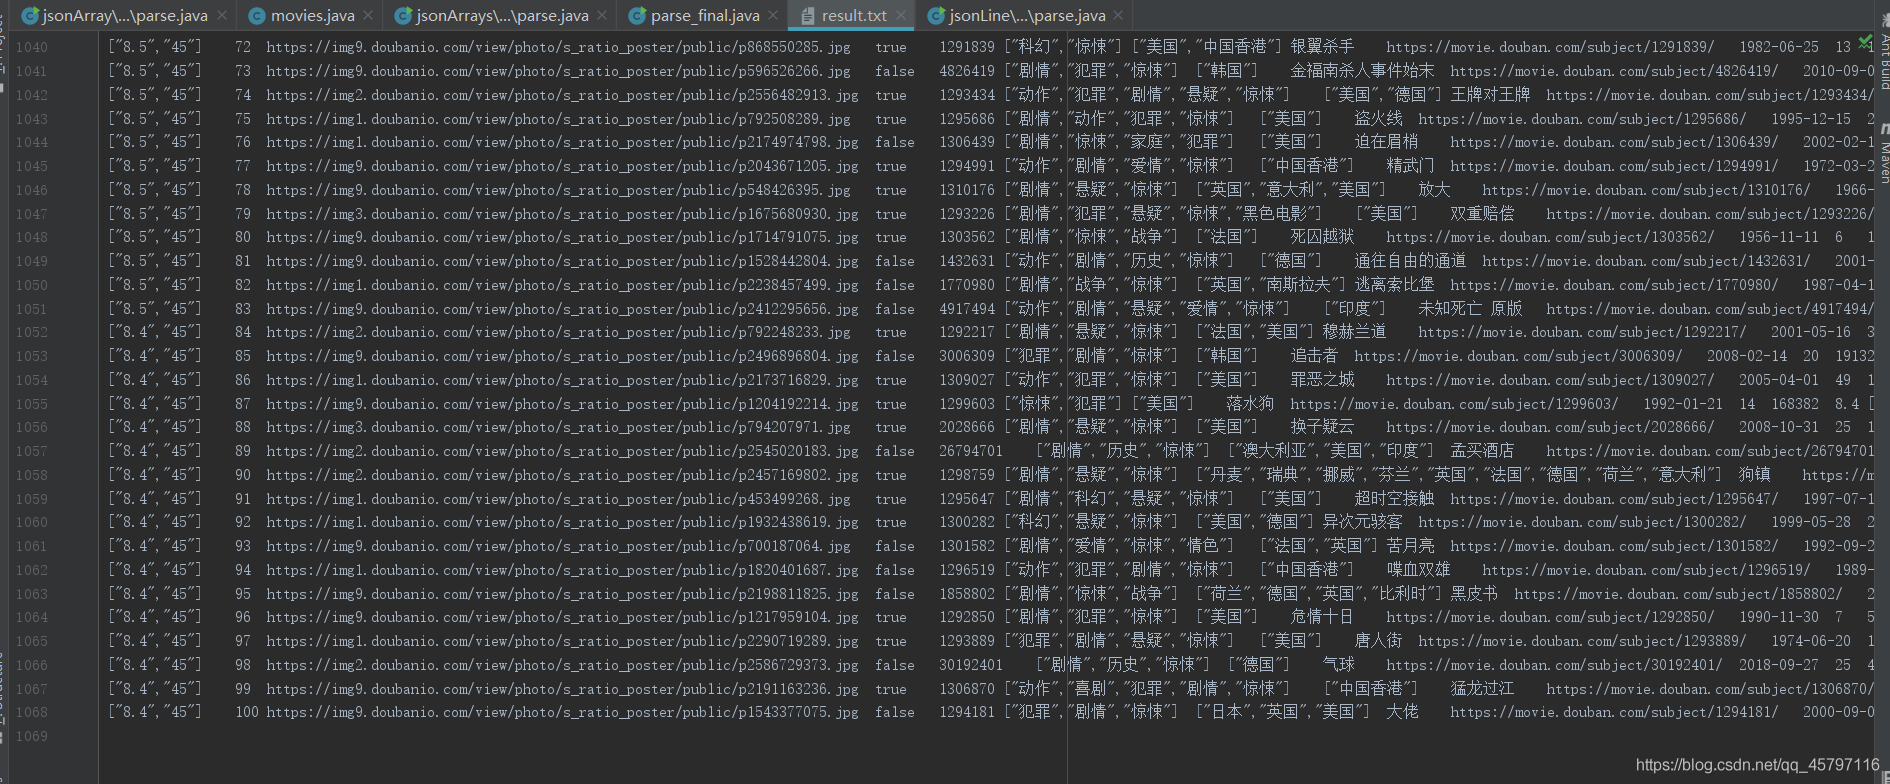 jsonArray\...\parse.java movies.java jsonArrays\...\parse.java parse_final.java result.txt jsonLine\...\parse.java
1040 ["8.5","45"] 72 https://img9.doubanio.com/view/photo/s_ratio_poster/public/p868550285.jpg true 1291839 ["科幻","惊悚"] ["美国","中国香港"] 银翼杀手 https://movie.douban.com/subject/1291839/ 1982-06-25 13
1041 ["8.5","45"] 73 https://img9.doubanio.com/view/photo/s_ratio_poster/public/p596526266.jpg false 4826419 ["剧情","犯罪","惊悚"] ["韩国"] 金福南杀人事件始末 https://movie.douban.com/subject/4826419/ 2010-09-0
1042 ["8.5","45"] 74 https://img2.doubanio.com/view/photo/s_ratio_poster/public/p2556482913.jpg true 1293434 ["动作","犯罪","剧情","悬疑","惊悚"] ["美国","德国"] 王牌对王牌 https://movie.douban.com/subject/1293434/
1043 ["8.5","45"] 75 https://img1.doubanio.com/view/photo/s_ratio_poster/public/p792508289.jpg true 1295686 ["剧情","动作","犯罪","惊悚"] ["美国"] 盗火线 https://movie.douban.com/subject/1295686/ 1995-12-15 2
1044 ["8.5","45"] 76 https://img1.doubanio.com/view/photo/s_ratio_poster/public/p2174974798.jpg false 1306439 ["剧情","惊悚","家庭","犯罪"] ["美国"] 迫在眉梢 https://movie.douban.com/subject/1306439/ 2002-02-1
1045 ["8.5","45"] 77 https://img9.doubanio.com/view/photo/s_ratio_poster/public/p2043671205.jpg true 1294991 ["动作","剧情","爱情","惊悚"] ["中国香港"] 精武门 https://movie.douban.com/subject/1294991/ 1972-03-2
1046 ["8.5","45"] 78 https://img9.doubanio.com/view/photo/s_ratio_poster/public/p548426395.jpg true 1310176 ["剧情","悬疑","惊悚"] ["英国","意大利","美国"] 放大 https://movie.douban.com/subject/1310176/ 1966-
1047 ["8.5","45"] 79 https://img3.doubanio.com/view/photo/s_ratio_poster/public/p1675680930.jpg true 1293226 ["剧情","犯罪","悬疑","惊悚","黑色电影"] ["美国"] 双重赔偿 https://movie.douban.com/subject/1293226/
1048 ["8.5","45"] 80 https://img9.doubanio.com/view/photo/s_ratio_poster/public/p1714791075.jpg true 1303562 ["剧情","惊悚","战争"] ["法国"] 死囚越狱 https://movie.douban.com/subject/1303562/ 1956-11-11 6 1
1049 ["8.5","45"] 81 https://img9.doubanio.com/view/photo/s_ratio_poster/public/p1528442804.jpg false 1432631 ["动作","剧情","历史","惊悚"] ["德国"] 通往自由的通道 https://movie.douban.com/subject/1432631/ 2001-
1050 ["8.5","45"] 82 https://img1.doubanio.com/view/photo/s_ratio_poster/public/p2238457499.jpg false 1770980 ["剧情","战争","惊悚"] ["英国","南斯拉夫"] 逃离索比堡 https://movie.douban.com/subject/1770980/ 1987-04-1
1051 ["8.5","45"] 83 https://img9.doubanio.com/view/photo/s_ratio_poster/public/p2412295656.jpg false 4917494 ["动作","剧情","悬疑","爱情","惊悚"] ["印度"] 未知死亡 原版 https://movie.douban.com/subject/4917494/
1052 ["8.4","45"] 84 https://img2.doubanio.com/view/photo/s_ratio_poster/public/p792248233.jpg true 1292217 ["剧情","悬疑","惊悚"] ["法国","美国"] 穆赫兰道 https://movie.douban.com/subject/1292217/ 2001-05-16 3
1053 ["8.4","45"] 85 https://img9.doubanio.com/view/photo/s_ratio_poster/public/p2496896804.jpg false 3006309 ["犯罪","剧情","惊悚"] ["韩国"] 追击者 https://movie.douban.com/subject/3006309/ 2008-02-14 20 19132
1054 ["8.4","45"] 86 https://img1.doubanio.com/view/photo/s_ratio_poster/public/p2173716829.jpg true 1309027 ["动作","犯罪","惊悚"] ["美国"] 罪恶之城 https://movie.douban.com/subject/1309027/ 2005-04-01 49 1
1055 ["8.4","45"] 87 https://img9.doubanio.com/view/photo/s_ratio_poster/public/p1204192214.jpg true 1299603 ["惊悚","犯罪"] ["美国"] 落水狗 https://movie.douban.com/subject/1299603/ 1992-01-21 14 168382 8.4 [
1056 ["8.4","45"] 88 https://img3.doubanio.com/view/photo/s_ratio_poster/public/p794207971.jpg true 2028666 ["剧情","悬疑","惊悚"] ["美国"] 换子疑云 https://movie.douban.com/subject/2028666/ 2008-10-31 25 1
1057 ["8.4","45"] 89 https://img2.doubanio.com/view/photo/s_ratio_poster/public/p2545020183.jpg false 26794701 ["剧情","历史","惊悚"] ["澳大利亚","美国","印度"] 孟买酒店 https://movie.douban.com/subject/26794701
1058 ["8.4","45"] 90 https://img2.doubanio.com/view/photo/s_ratio_poster/public/p2457169802.jpg true 1298759 ["剧情","悬疑","惊悚"] ["丹麦","瑞典","挪威","芬兰","英国","法国","德国","荷兰","意大利"] 狗镇 https://m
1059 ["8.4","45"] 91 https://img9.doubanio.com/view/photo/s_ratio_poster/public/p453499268.jpg true 1295647 ["剧情","科幻","悬疑","惊悚"] ["美国"] 超时空接触 https://movie.douban.com/subject/1295647/ 1997-07-1
1060 ["8.4","45"] 92 https://img1.doubanio.com/view/photo/s_ratio_poster/public/p1932438619.jpg true 1300282 ["科幻","悬疑","惊悚"] ["美国","德国"] 异次元骇客 https://movie.douban.com/subject/1300282/ 1999-05-28 2
1061 ["8.4","45"] 93 https://img9.doubanio.com/view/photo/s_ratio_poster/public/p700187064.jpg false 1301582 ["剧情","爱情","惊悚","情色"] ["法国","英国"] 苦月亮 https://movie.douban.com/subject/1301582/ 1992-09-2
1062 ["8.4","45"] 94 https://img1.doubanio.com/view/photo/s_ratio_poster/public/p1820401687.jpg false 1296519 ["动作","犯罪","剧情","惊悚"] ["中国香港"] 喋血双雄 https://movie.douban.com/subject/1296519/ 1989-
1063 ["8.4","45"] 95 https://img9.doubanio.com/view/photo/s_ratio_poster/public/p2198811825.jpg false 1858802 ["剧情","惊悚","战争"] ["荷兰","德国","英国","比利时"] 黑皮书 https://movie.douban.com/subject/1858802/ 2
1064 ["8.4","45"] 96 https://img9.doubanio.com/view/photo/s_ratio_poster/public/p1217959104.jpg true 1292850 ["剧情","犯罪","惊悚"] ["美国"] 危情十日 https://movie.douban.com/subject/1292850/ 1990-11-30 7 5
1065 ["8.4","45"] 97 https://img1.doubanio.com/view/photo/s_ratio_poster/public/p2290719289.jpg true 1293889 ["犯罪","剧情","悬疑","惊悚"] ["美国"] 唐人街 https://movie.douban.com/subject/1293889/ 1974-06-20 1
1066 ["8.4","45"] 98 https://img2.doubanio.com/view/photo/s_ratio_poster/public/p2586729373.jpg false 30192401 ["剧情","历史","惊悚"] ["德国"] 气球 https://movie.douban.com/subject/30192401/ 2018-09-27 25 4
1067 ["8.4","45"] 99 https://img9.doubanio.com/view/photo/s_ratio_poster/public/p2191163236.jpg true 1306870 ["动作","喜剧","犯罪","剧情","惊悚"] ["中国香港"] 猛龙过江 https://movie.douban.com/subject/1306870/
1068 ["8.4","45"] 100 https://img9.doubanio.com/view/photo/s_ratio_poster/public/p1543377075.jpg false 1294181 ["犯罪","剧情","惊悚"] ["日本","英国","美国"] 大佬 https://movie.douban.com/subject/1294181/ 2000-09-0
1069
Ant Build
Maven
https://blog.csdn.net/qq_45797116